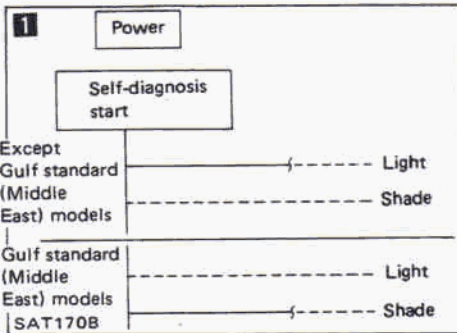 1
Power
Self-diagnosis
start
Except
Gulf standard
(Middle
East) models
Light
Shade
Gulf standard
(Middle
East) models
Light
Shade
SAT170B